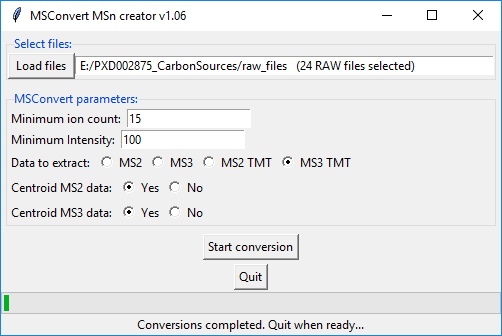 MSConvert MSn creator v1.06
Select files:
Load files E:/PXD002875_CarbonSources/raw_files (24 RAW files selected)
MSConvert parameters:
Minimum ion count: 15
Minimum Intensity: 100
Data to extract: MS2 MS3 MS2 TMT MS3 TMT
Centroid MS2 data: Yes No
Centroid MS3 data: Yes No
Start conversion
Quit
Conversions completed. Quit when ready...